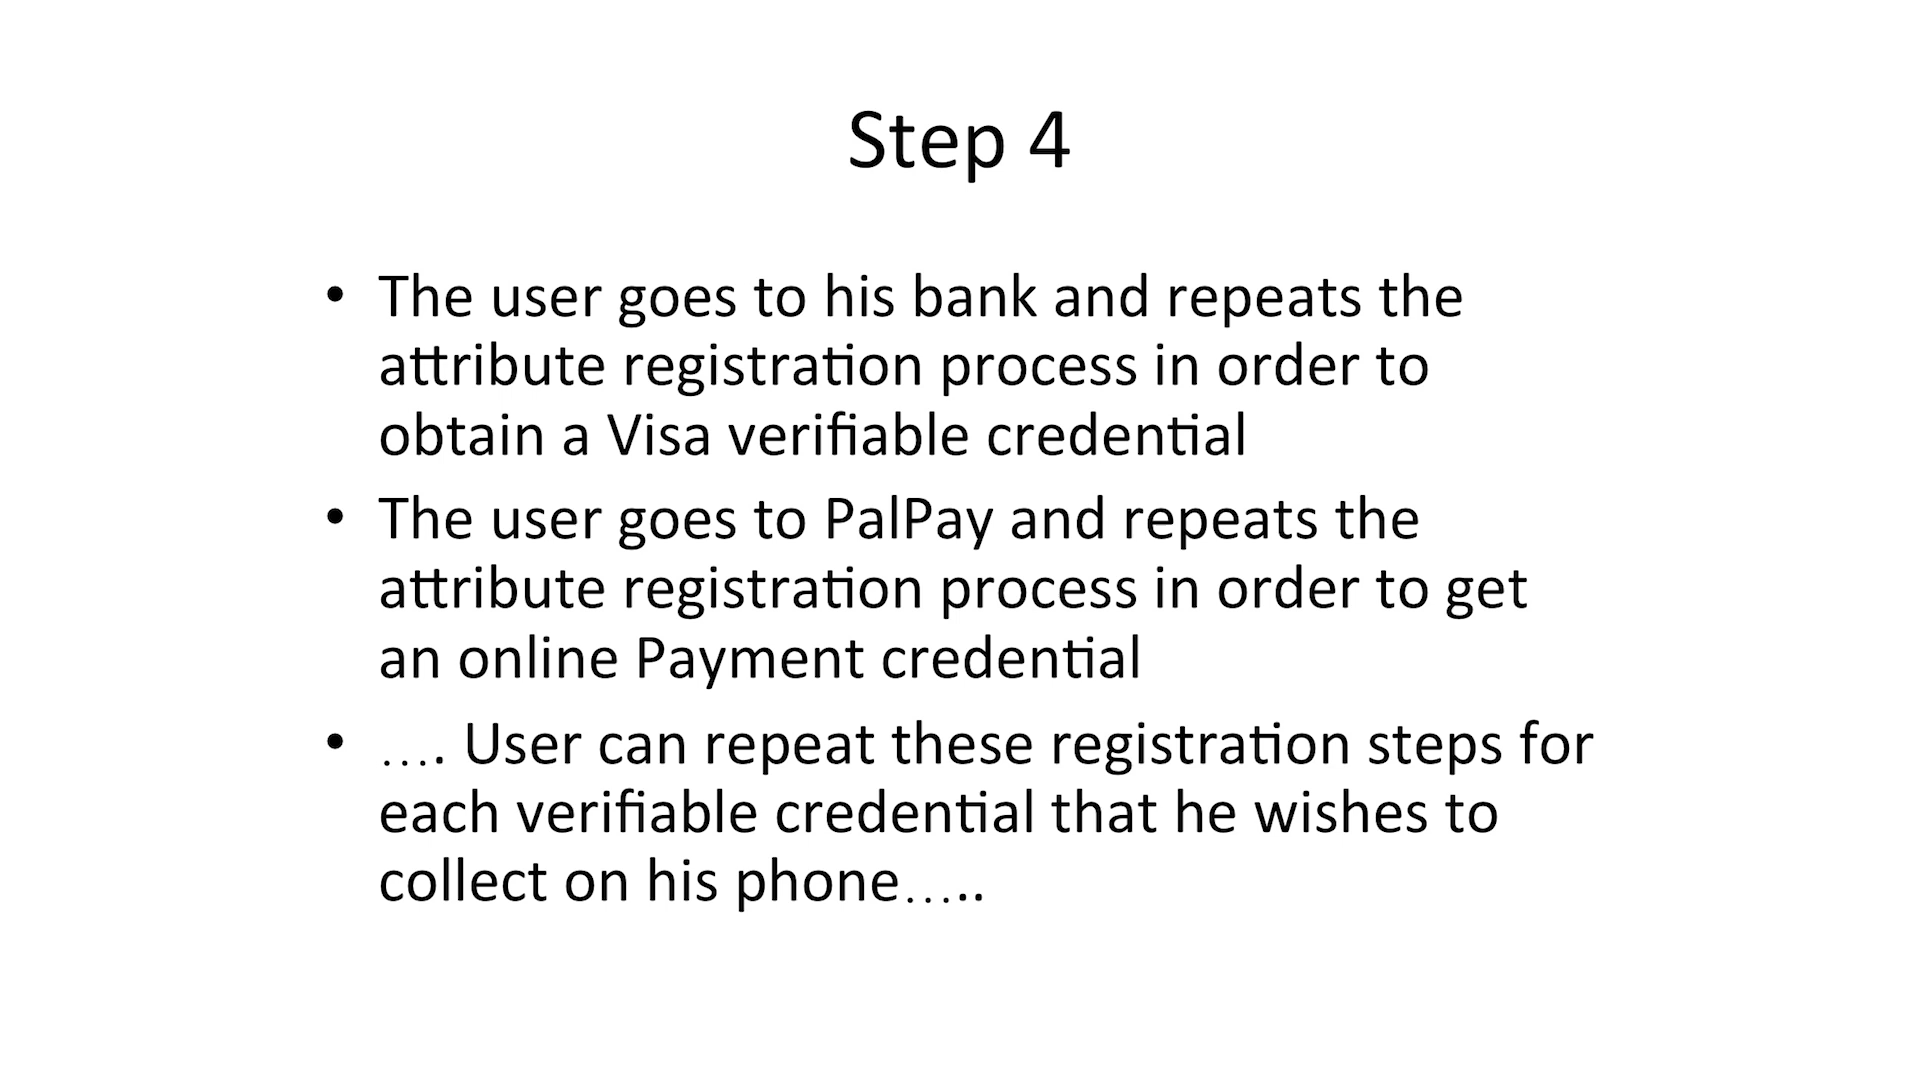 Step 4
• The user goes to his bank and repeats the
attribute registration process in order to
obtain a Visa verifiable credential
• The user goes to PalPay and repeats the
attribute registration process in order to get
an online Payment credential
• …. User can repeat these registration steps for
each verifiable credential that he wishes to
collect on his phone…..